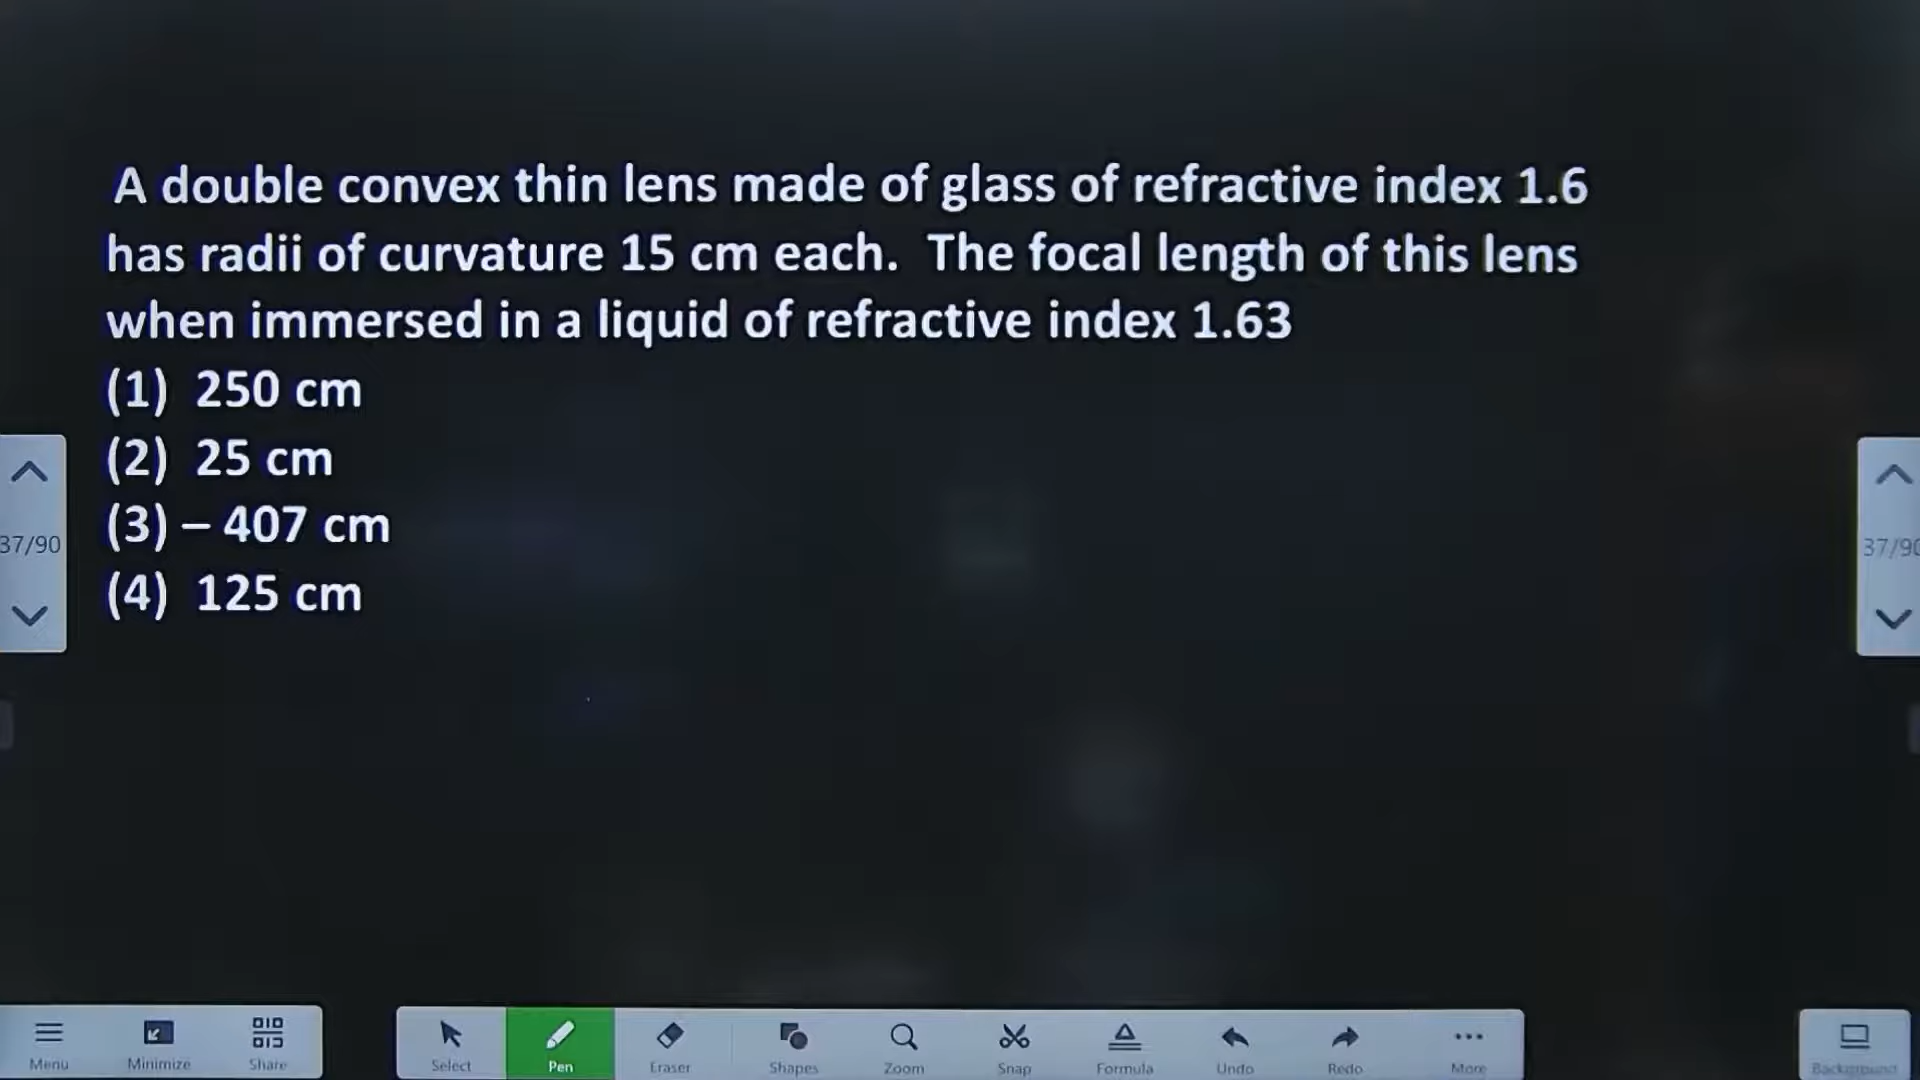 A double convex thin lens made of glass of refractive index 1.6
has radii of curvature 15 cm each. The focal length of this lens
when immersed in a liquid of refractive index 1.63
(1) 250 cm
(2) 25 cm
(3) – 407 cm
(4) 125 cm
37/90
37/90
Menu
Minimize
Share
Select
Pen
Eraser
Shapes
Zoom
Snap
Formula
Undo
Redo
More
Background